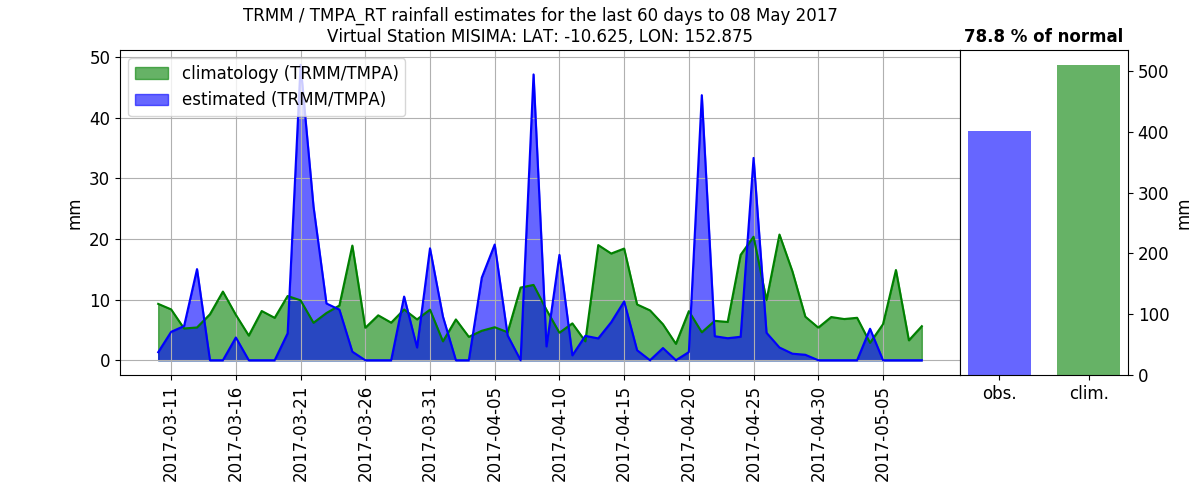 TRMM / TMPA_RT rainfall estimates for the last 60 days to 08 May 2017
Virtual Station MISIMA: LAT: -10.625, LON: 152.875
78.8 % of normal
climatology (TRMM/TMPA)
estimated (TRMM/TMPA)
mm
50
40
30
20
10
0
2017-03-11
2017-03-16
2017-03-21
2017-03-26
2017-03-31
2017-04-05
2017-04-10
2017-04-15
2017-04-20
2017-04-25
2017-04-30
2017-05-05
500
400
300
200
100
0
mm
obs.
clim.